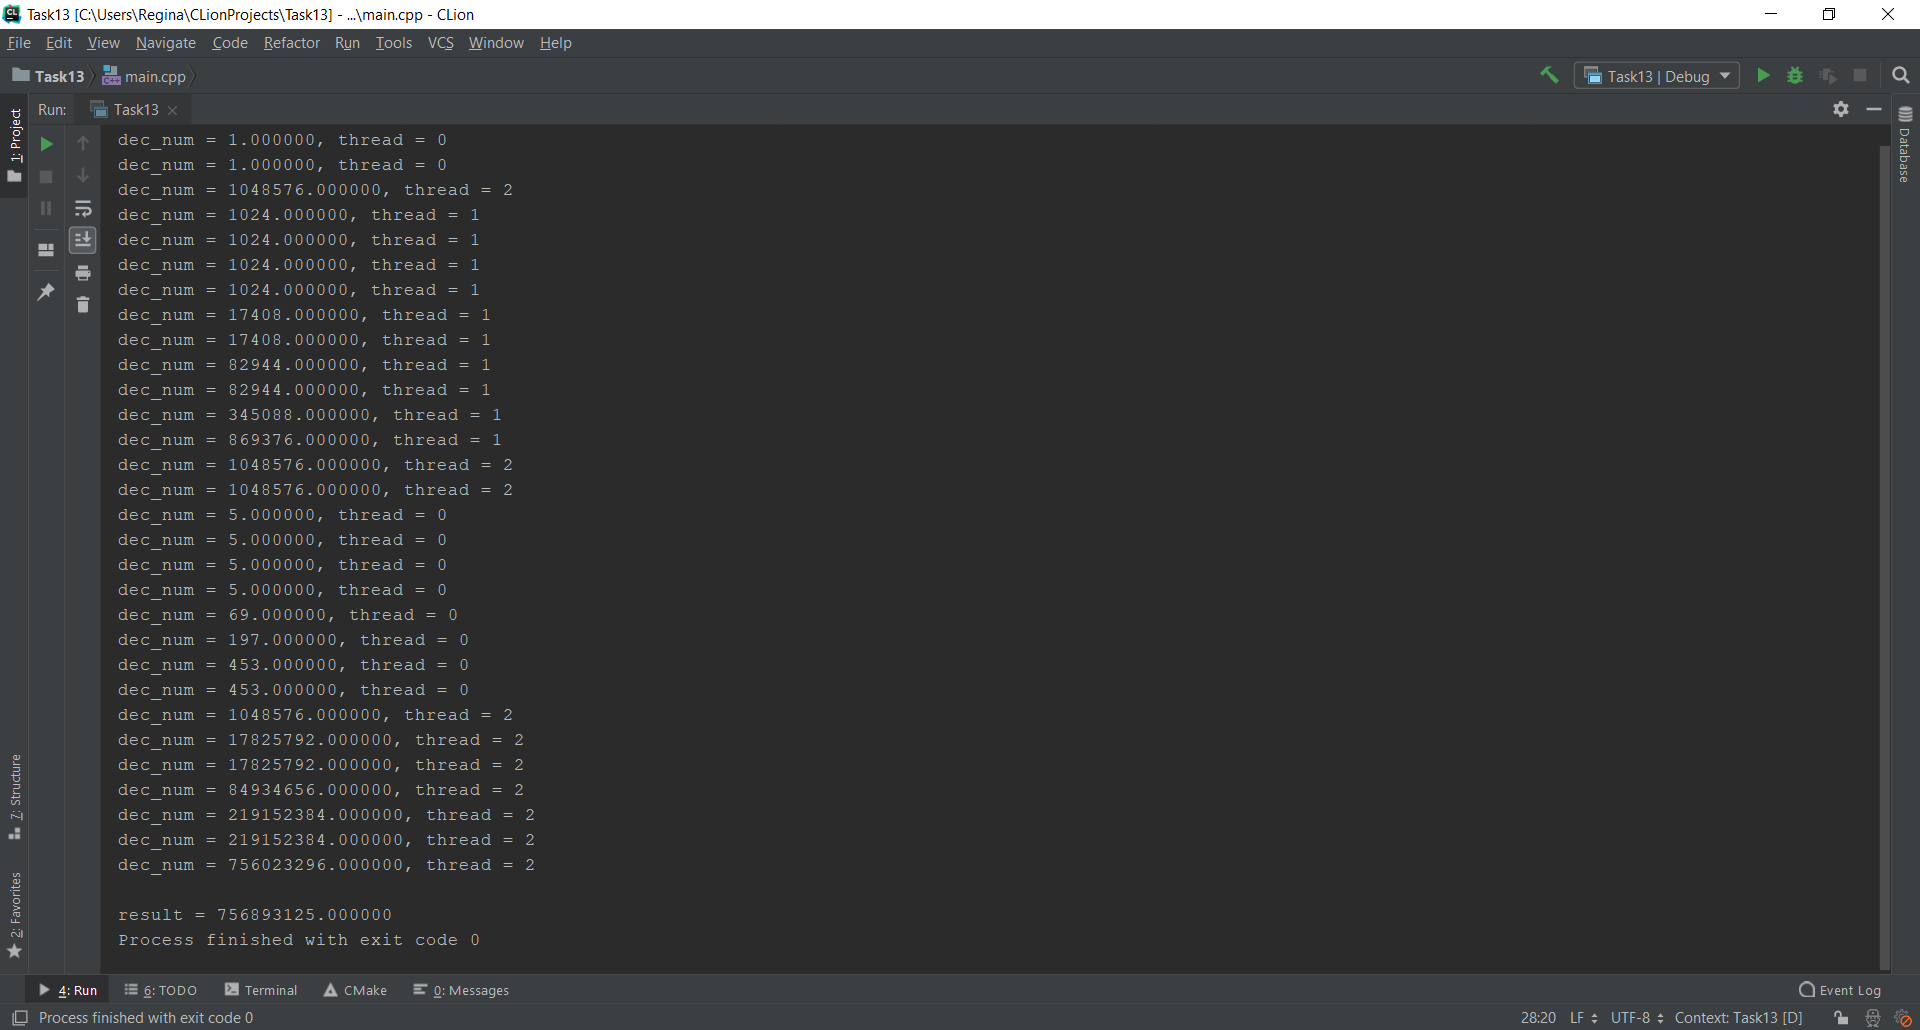 Task13 [C:\Users\Regina\CLionProjects\Task13] - ...\main.cpp - CLion
File Edit View Navigate Code Refactor Run Tools VCS Window Help
Task13 main.cpp Task13 | Debug
Run: Task13
1: Project
Database
dec_num = 1.000000, thread = 0
dec_num = 1.000000, thread = 0
dec_num = 1048576.000000, thread = 2
dec_num = 1024.000000, thread = 1
dec_num = 1024.000000, thread = 1
dec_num = 1024.000000, thread = 1
dec_num = 1024.000000, thread = 1
dec_num = 17408.000000, thread = 1
dec_num = 17408.000000, thread = 1
dec_num = 82944.000000, thread = 1
dec_num = 82944.000000, thread = 1
dec_num = 345088.000000, thread = 1
dec_num = 869376.000000, thread = 1
dec_num = 1048576.000000, thread = 2
dec_num = 1048576.000000, thread = 2
dec_num = 5.000000, thread = 0
dec_num = 5.000000, thread = 0
dec_num = 5.000000, thread = 0
dec_num = 5.000000, thread = 0
dec_num = 69.000000, thread = 0
dec_num = 197.000000, thread = 0
dec_num = 453.000000, thread = 0
dec_num = 453.000000, thread = 0
dec_num = 1048576.000000, thread = 2
dec_num = 17825792.000000, thread = 2
dec_num = 17825792.000000, thread = 2
dec_num = 84934656.000000, thread = 2
dec_num = 219152384.000000, thread = 2
dec_num = 219152384.000000, thread = 2
dec_num = 756023296.000000, thread = 2
result = 756893125.000000
Process finished with exit code 0
7: Structure
2: Favorites
4: Run 6: TODO Terminal CMake 0: Messages Event Log
Process finished with exit code 0 28:20 LF UTF-8 Context: Task13 [D]